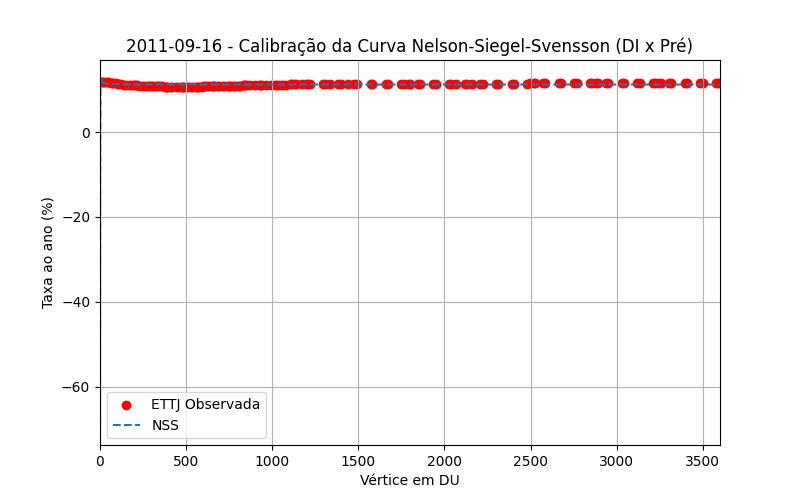 2011-09-16 - Calibração da Curva Nelson-Siegel-Svensson (DI x Pré)
Taxa ao ano (%)
0
−20
−40
−60
ETTJ Observada
NSS
0 500 1000 1500 2000 2500 3000 3500
Vértice em DU